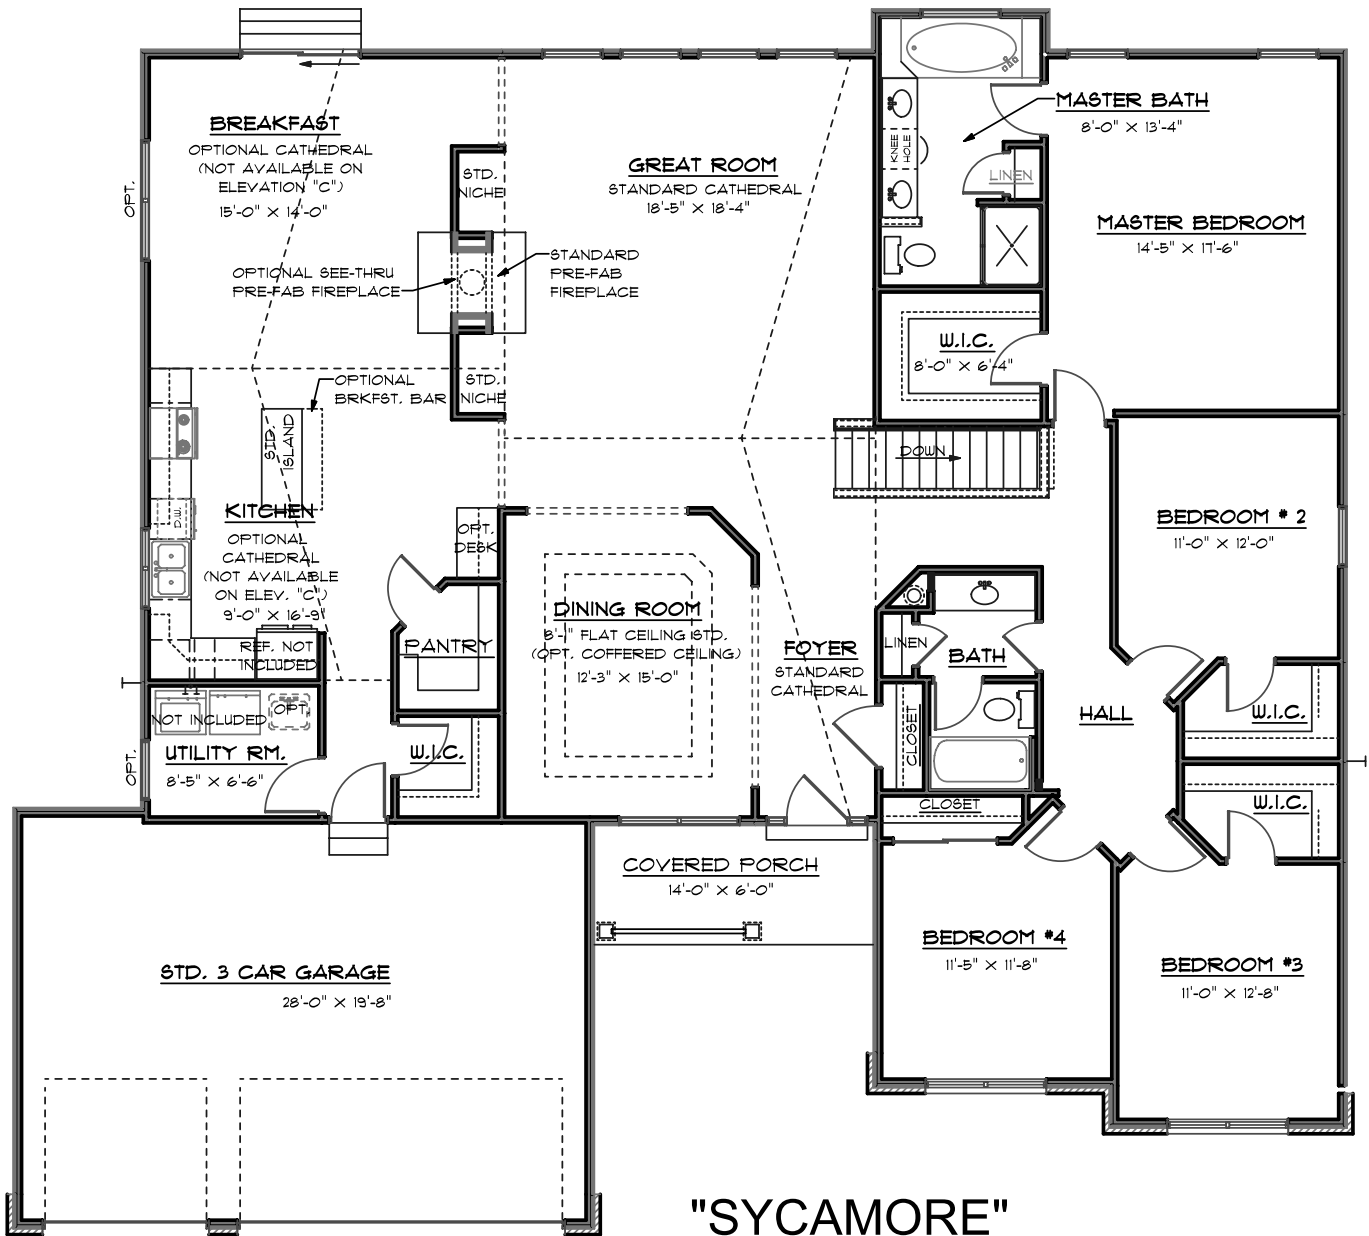 BREAKFAST
OPTIONAL CATHEDRAL
(NOT AVAILABLE ON
ELEVATION "C")
15'-0" X 14'-0"
OPT.
STD.
NICHE
GREAT ROOM
STANDARD CATHEDRAL
18'-5" X 18'-4"
KNEE
HOLE
MASTER BATH
8'-0" X 13'-4"
LINEN
MASTER BEDROOM
14'-5" X 17'-6"
OPTIONAL SEE-THRU
PRE-FAB FIREPLACE
STANDARD
PRE-FAB
FIREPLACE
W.I.C.
8'-0" X 6'-4"
OPTIONAL
BRKFST. BAR
STD.
NICHE
STD.
ISLAND
DOWN
D.W.
KITCHEN
OPTIONAL
CATHEDRAL
(NOT AVAILABLE
ON ELEV. "C")
9'-0" X 16'-9"
OPT.
DESK
BEDROOM # 2
11'-0" X 12'-0"
DINING ROOM
8'-1" FLAT CEILING STD.
(OPT. COFFERED CEILING)
12'-3" X 15'-0"
REF. NOT
INCLUDED
PANTRY
FOYER
STANDARD
CATHEDRAL
LINEN
BATH
HALL
CLOSET
W.I.C.
OPT.
NOT INCLUDED
UTILITY RM.
8'-5" X 6'-6"
OPT.
W.I.C.
CLOSET
W.I.C.
COVERED PORCH
14'-0" X 6'-0"
BEDROOM #4
11'-5" X 11'-8"
BEDROOM #3
11'-0" X 12'-8"
STD. 3 CAR GARAGE
28'-0" X 19'-8"
"SYCAMORE"